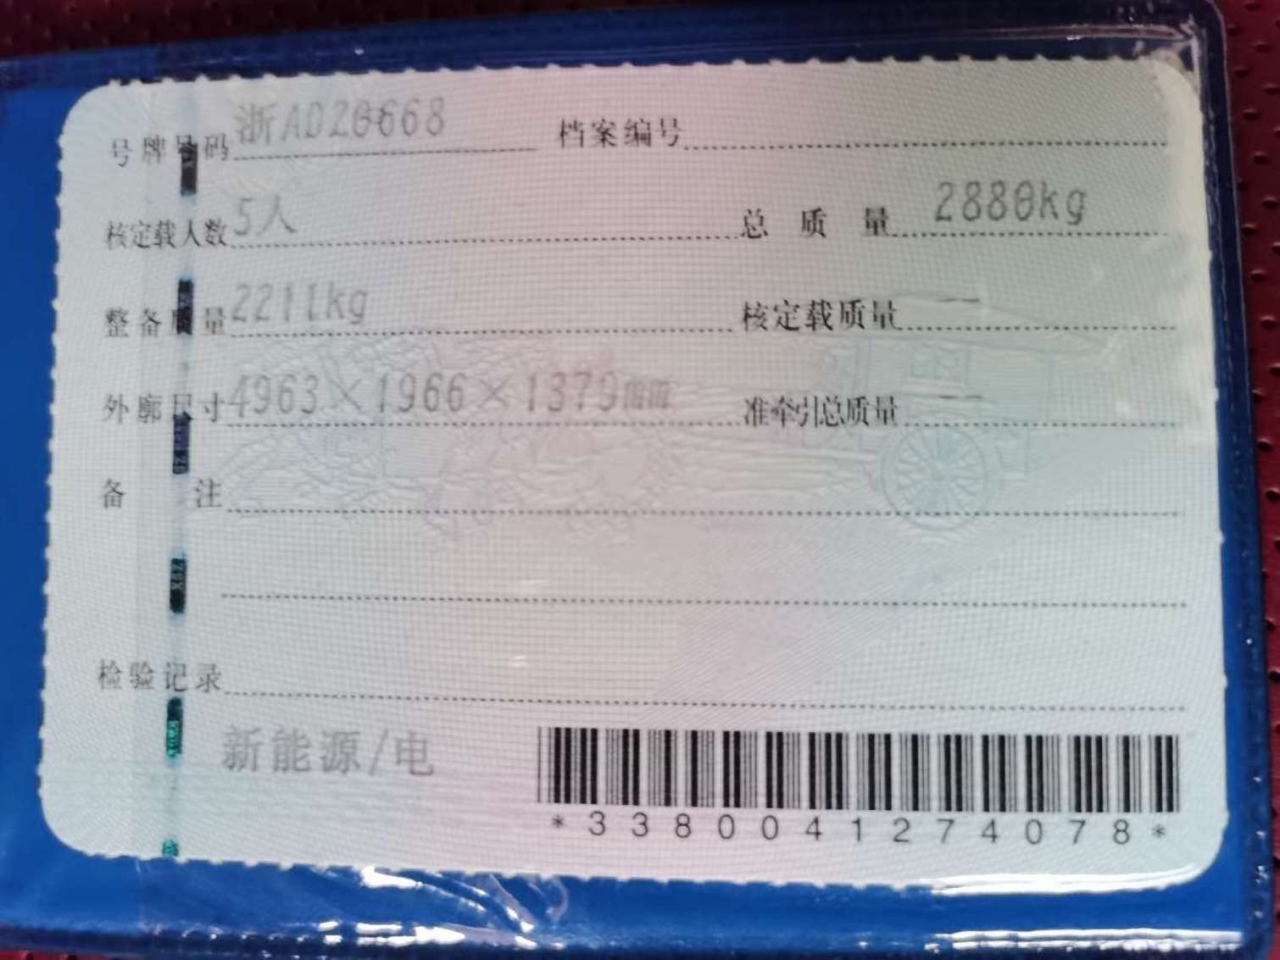 号牌号码 浙AD20668 档案编号
核定载人数 5人 总质量 2880kg
整备质量 2211kg 核定载质量 --
外廓尺寸 4963×1966×1379mm 准牵引总质量 --
备注
检验记录
新能源/电
*3380041274078*